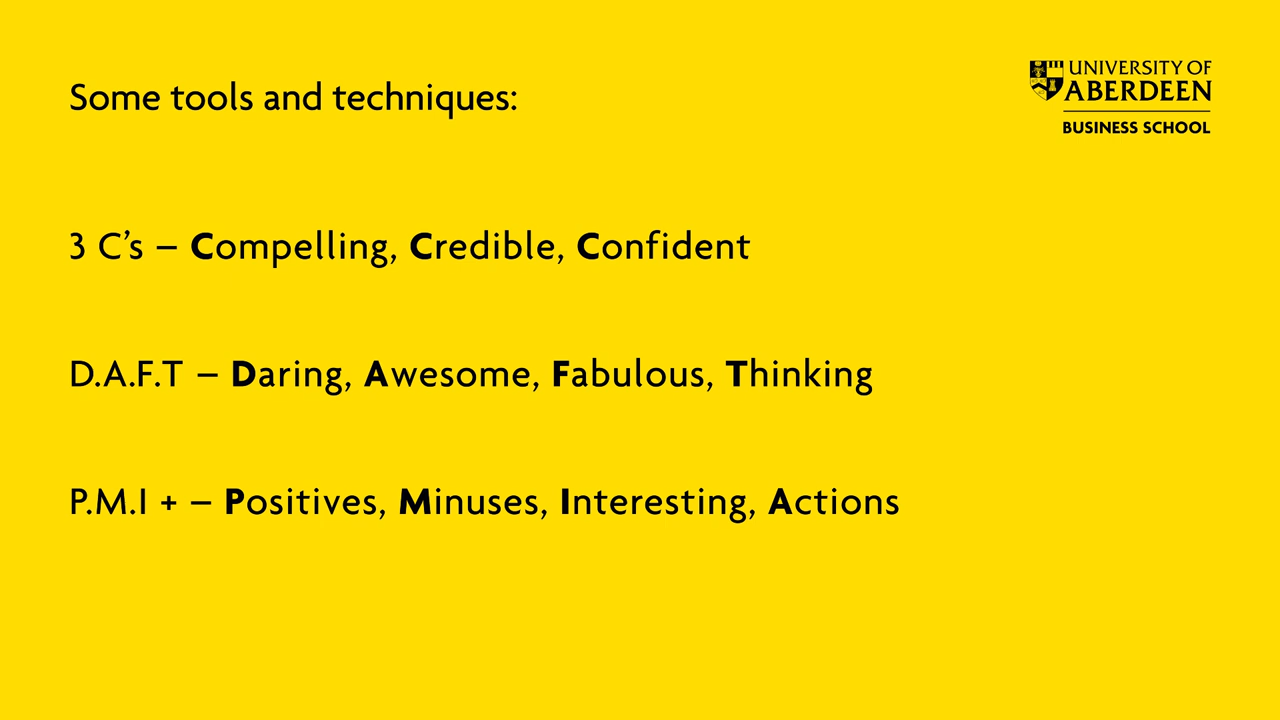 Some tools and techniques:
UNIVERSITY OF
ABERDEEN
BUSINESS SCHOOL
3 C’s – Compelling, Credible, Confident
D.A.F.T – Daring, Awesome, Fabulous, Thinking
P.M.I + – Positives, Minuses, Interesting, Actions